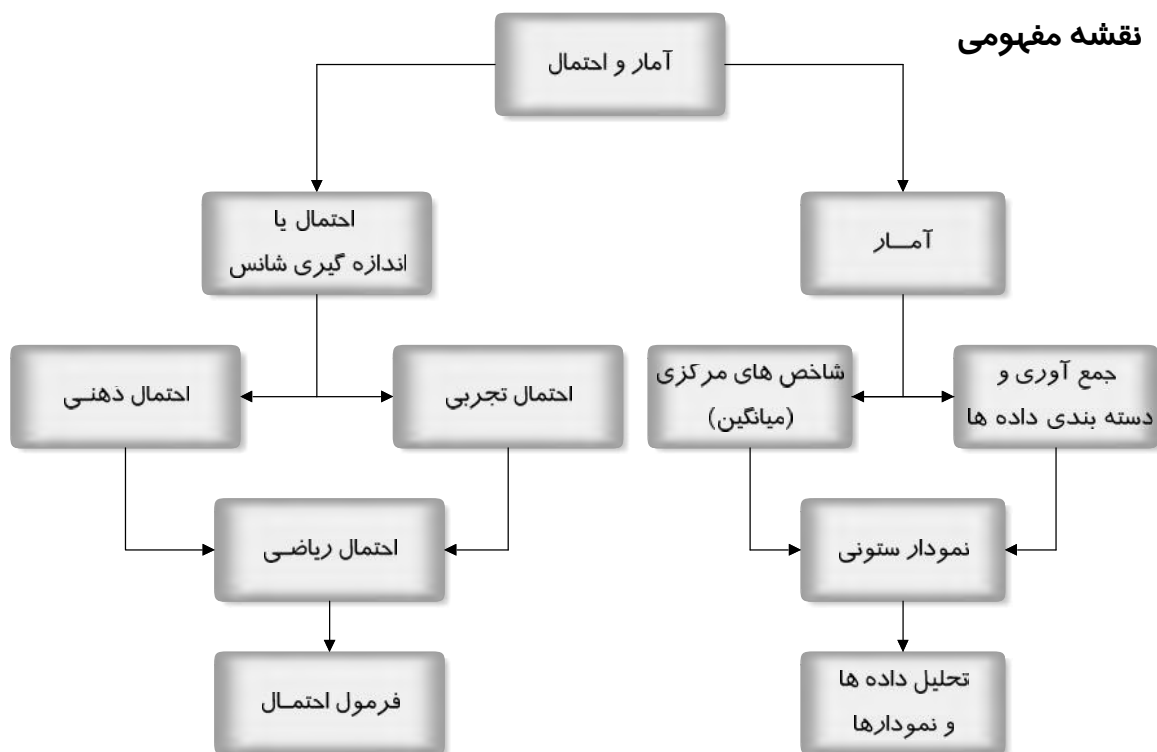 نقشه مفهومی
آمار و احتمال
آمــار
احتمال یا
اندازه گیری شانس
جمع آوری و
دسته بندی داده ها
شاخص های مرکزی
(میانگین)
احتمال تجربی
احتمال ذهنـی
نمودار ستونی
احتمال ریاضـی
تحلیل داده ها
و نمودارها
فرمول احتمـال